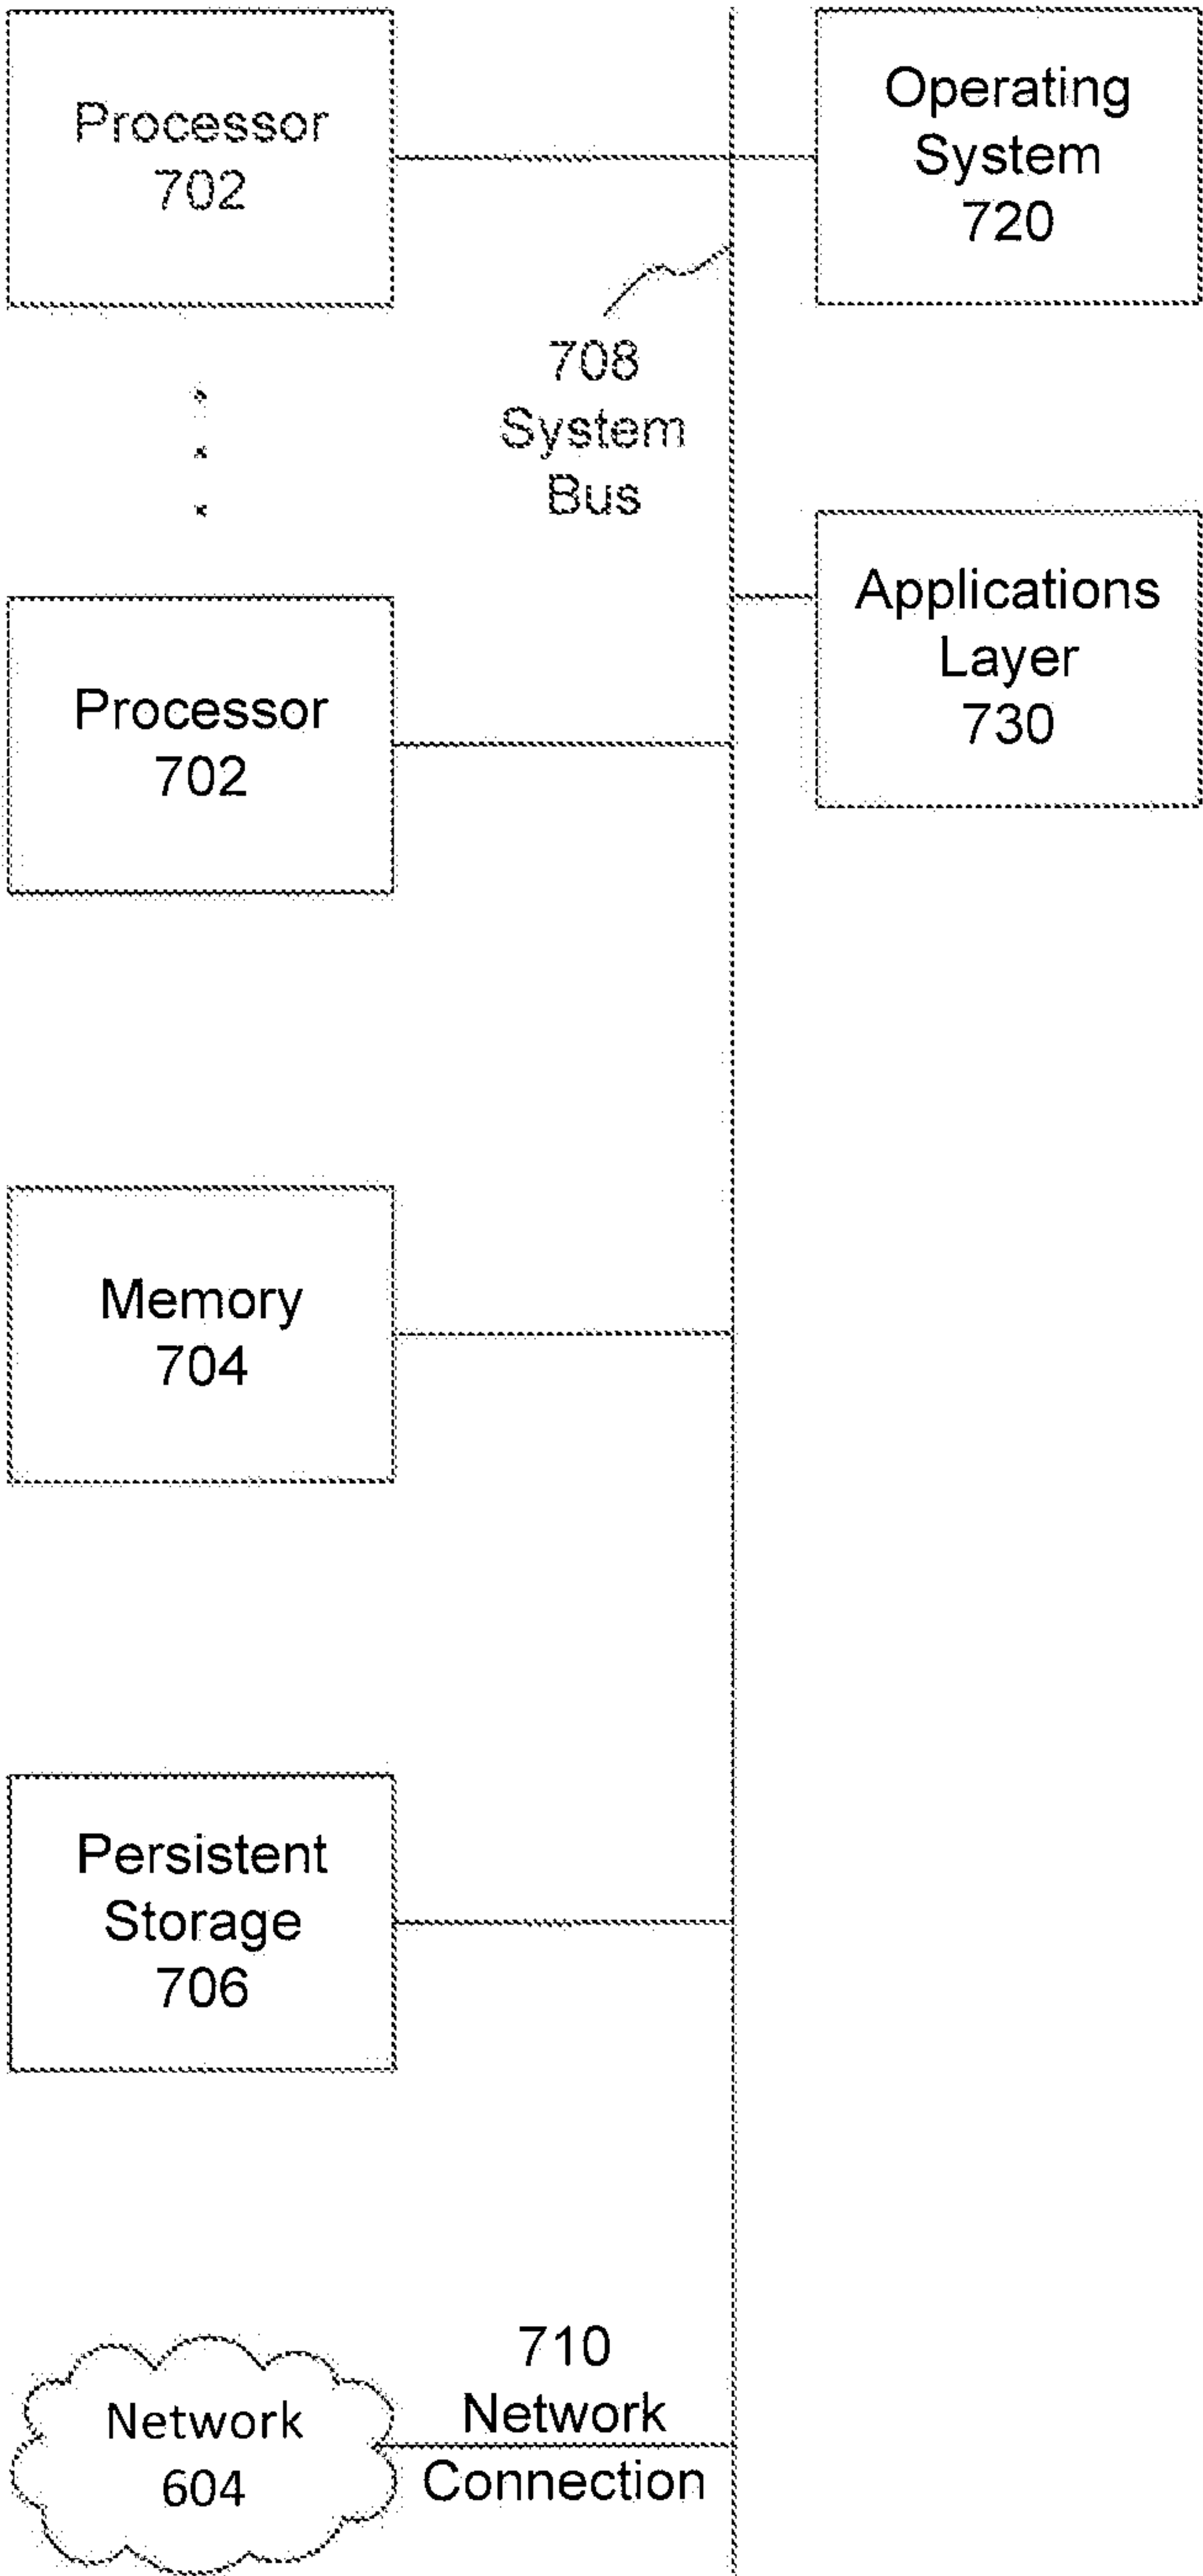 Processor
702
Operating
System
720
708
System
Bus
Applications
Layer
730
Processor
702
Memory
704
Persistent
Storage
706
710
Network
Connection
Network
604